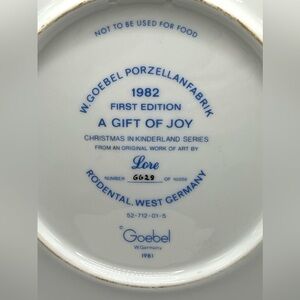 NOT TO BE USED FOR FOOD
W. GOEBEL PORZELLANFABRIK
1982
FIRST EDITION
A GIFT OF JOY
CHRISTMAS IN KINDERLAND SERIES
FROM AN ORIGINAL WORK OF ART BY
Lore
NUMBER 6629 OF
RODENTAL, WEST GERMANY
52-712-01-5
© Goebel
W.Germany
1981